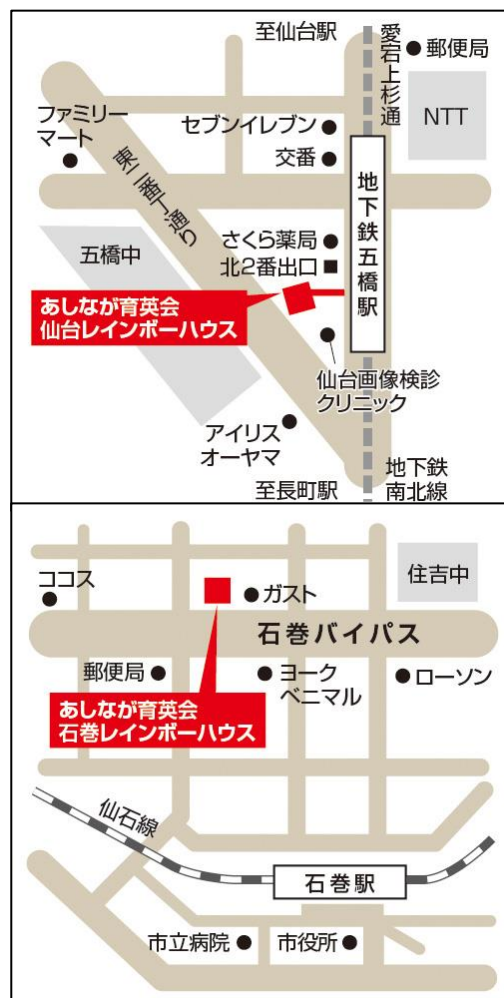 至仙台駅
愛宕上杉通
郵便局
ファミリー
マート
セブンイレブン
交番
NTT
東二番丁通り
地下鉄五橋駅
五橋中
さくら薬局
北2番出口
あしなが育英会
仙台レインボーハウス
仙台画像検診
クリニック
アイリス
オーヤマ
至長町駅
地下鉄
南北線
ココス
ガスト
住吉中
石巻バイパス
郵便局
ヨーク
ベニマル
ローソン
あしなが育英会
石巻レインボーハウス
仙石線
石巻駅
市立病院
市役所